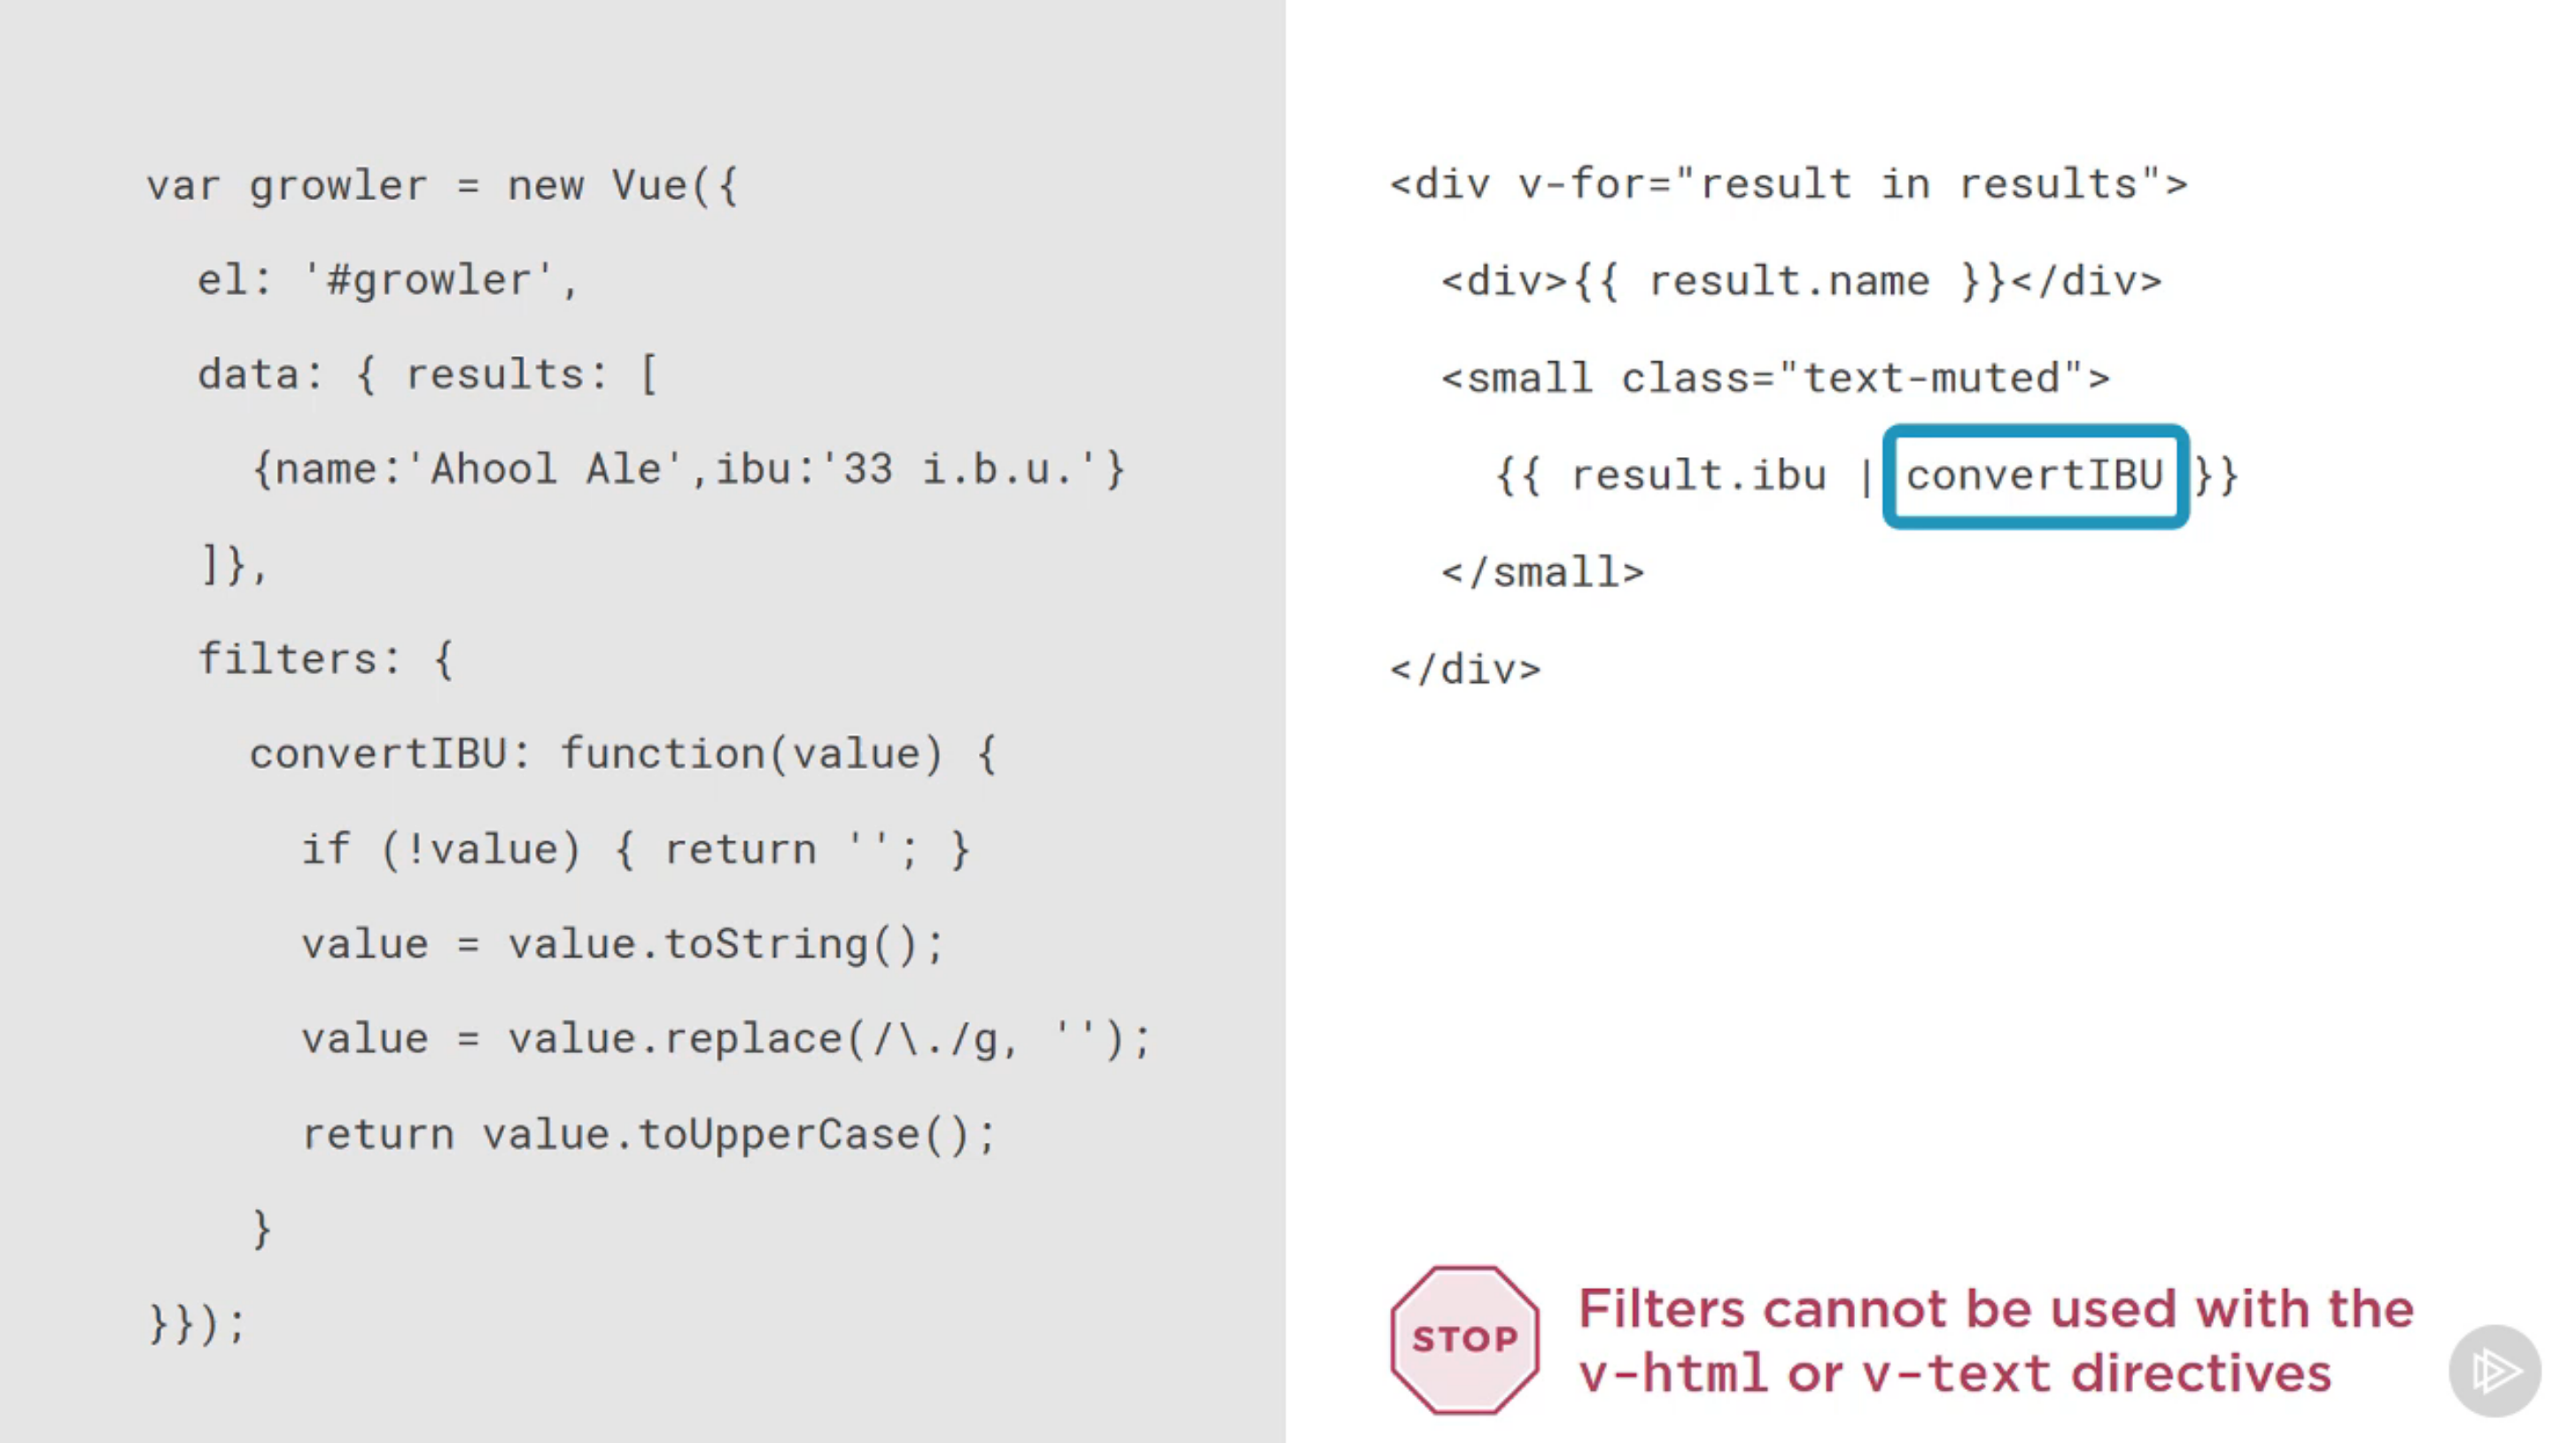 var growler = new Vue({
el: '#growler',
data: { results: [
{name:'Ahool Ale',ibu:'33 i.b.u.'}
]},
filters: {
convertIBU: function(value) {
if (!value) { return ''; }
value = value.toString();
value = value.replace(/\./g, '');
return value.toUpperCase();
}
}});
<div v-for="result in results">
<div>{{ result.name }}</div>
<small class="text-muted">
{{ result.ibu | convertIBU }}
</small>
</div>
STOP
Filters cannot be used with the
v-html or v-text directives